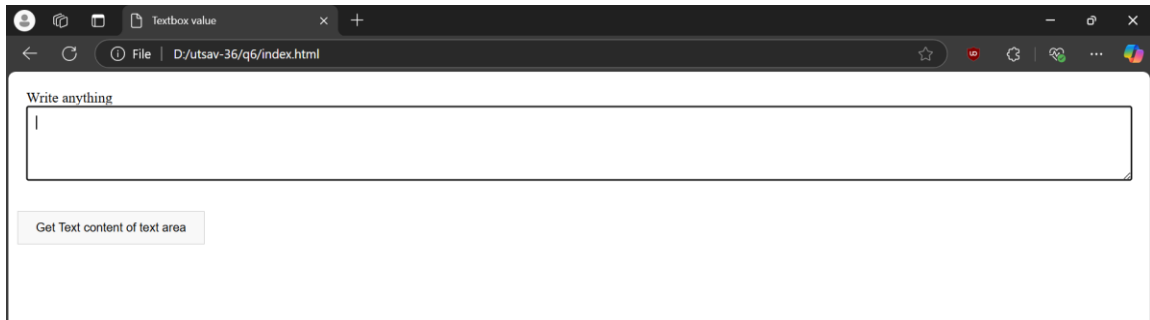 Textbox value
File | D:/utsav-36/q6/index.html
Write anything
Get Text content of text area